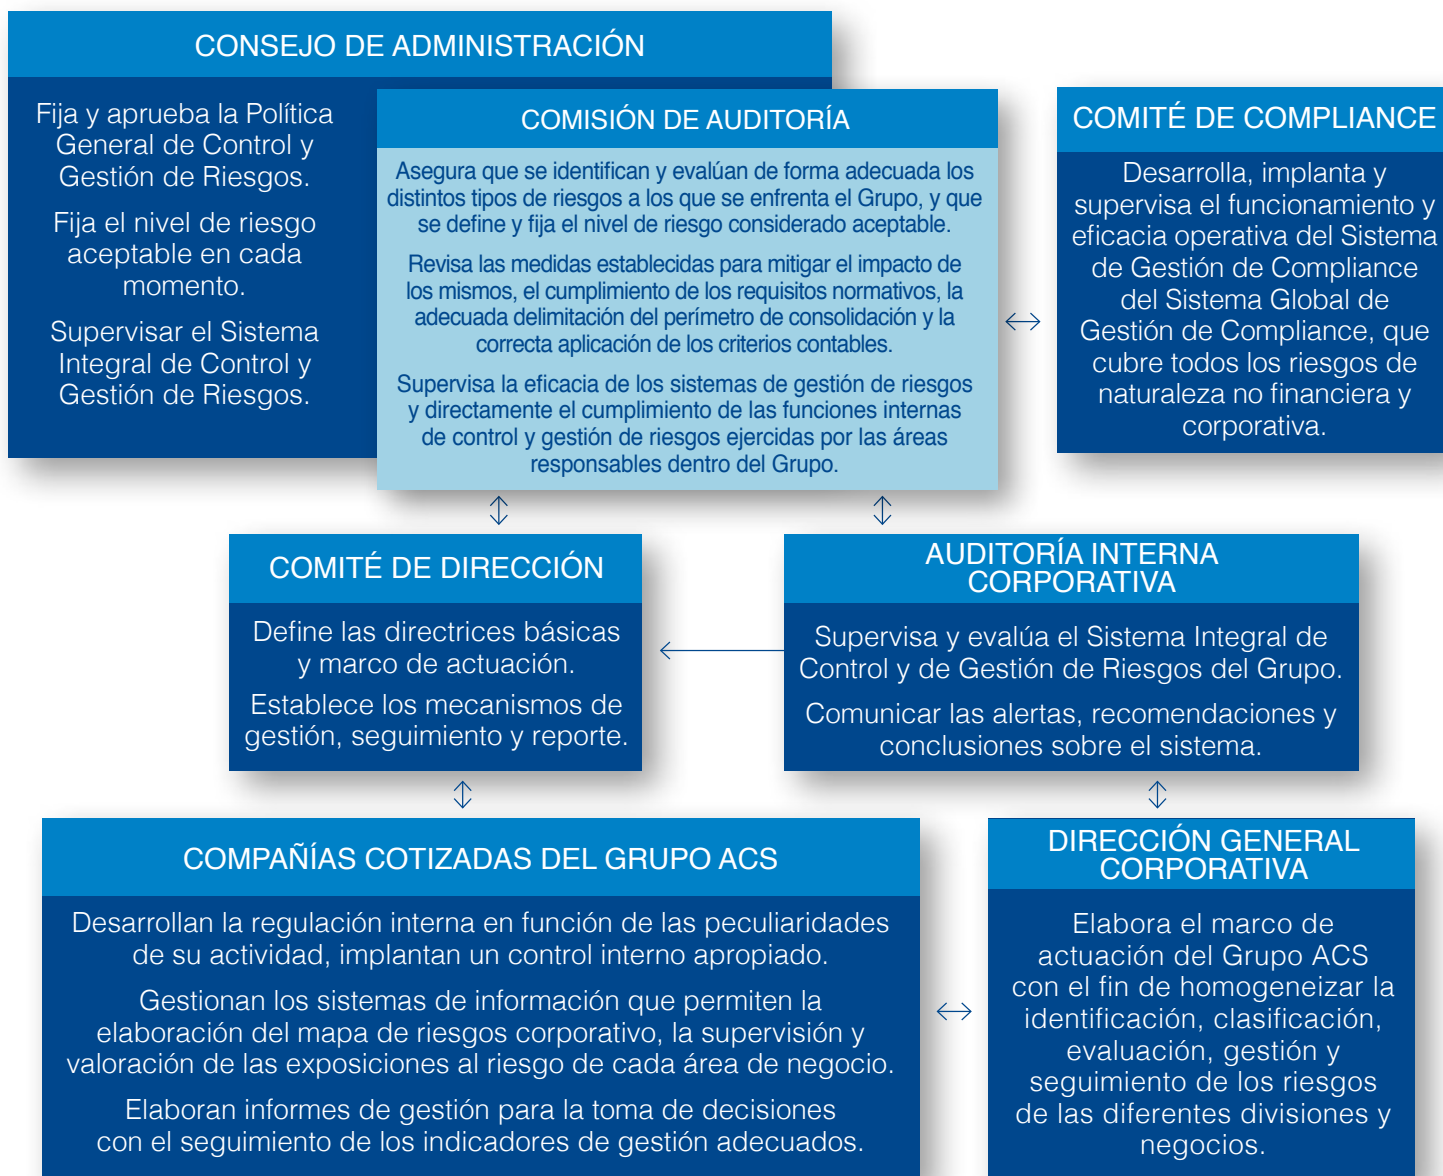 CONSEJO DE ADMINISTRACIÓN
Fija y aprueba la Política
General de Control y
Gestión de Riesgos.
Fija el nivel de riesgo
aceptable en cada
momento.
Supervisar el Sistema
Integral de Control y
Gestión de Riesgos.
COMISIÓN DE AUDITORÍA
Asegura que se identifican y evalúan de forma adecuada los
distintos tipos de riesgos a los que se enfrenta el Grupo, y que
se define y fija el nivel de riesgo considerado aceptable.
Revisa las medidas establecidas para mitigar el impacto de
los mismos, el cumplimiento de los requisitos normativos, la
adecuada delimitación del perímetro de consolidación y la
correcta aplicación de los criterios contables.
Supervisa la eficacia de los sistemas de gestión de riesgos
y directamente el cumplimiento de las funciones internas
de control y gestión de riesgos ejercidas por las áreas
responsables dentro del Grupo.
COMITÉ DE COMPLIANCE
Desarrolla, implanta y
supervisa el funcionamiento y
eficacia operativa del Sistema
de Gestión de Compliance
del Sistema Global de
Gestión de Compliance, que
cubre todos los riesgos de
naturaleza no financiera y
corporativa.
COMITÉ DE DIRECCIÓN
Define las directrices básicas
y marco de actuación.
Establece los mecanismos de
gestión, seguimiento y reporte.
AUDITORÍA INTERNA
CORPORATIVA
Supervisa y evalúa el Sistema Integral de
Control y de Gestión de Riesgos del Grupo.
Comunicar las alertas, recomendaciones y
conclusiones sobre el sistema.
COMPAÑÍAS COTIZADAS DEL GRUPO ACS
Desarrollan la regulación interna en función de las peculiaridades
de su actividad, implantan un control interno apropiado.
Gestionan los sistemas de información que permiten la
elaboración del mapa de riesgos corporativo, la supervisión y
valoración de las exposiciones al riesgo de cada área de negocio.
Elaboran informes de gestión para la toma de decisiones
con el seguimiento de los indicadores de gestión adecuados.
DIRECCIÓN GENERAL
CORPORATIVA
Elabora el marco de
actuación del Grupo ACS
con el fin de homogeneizar la
identificación, clasificación,
evaluación, gestión y
seguimiento de los riesgos
de las diferentes divisiones y
negocios.